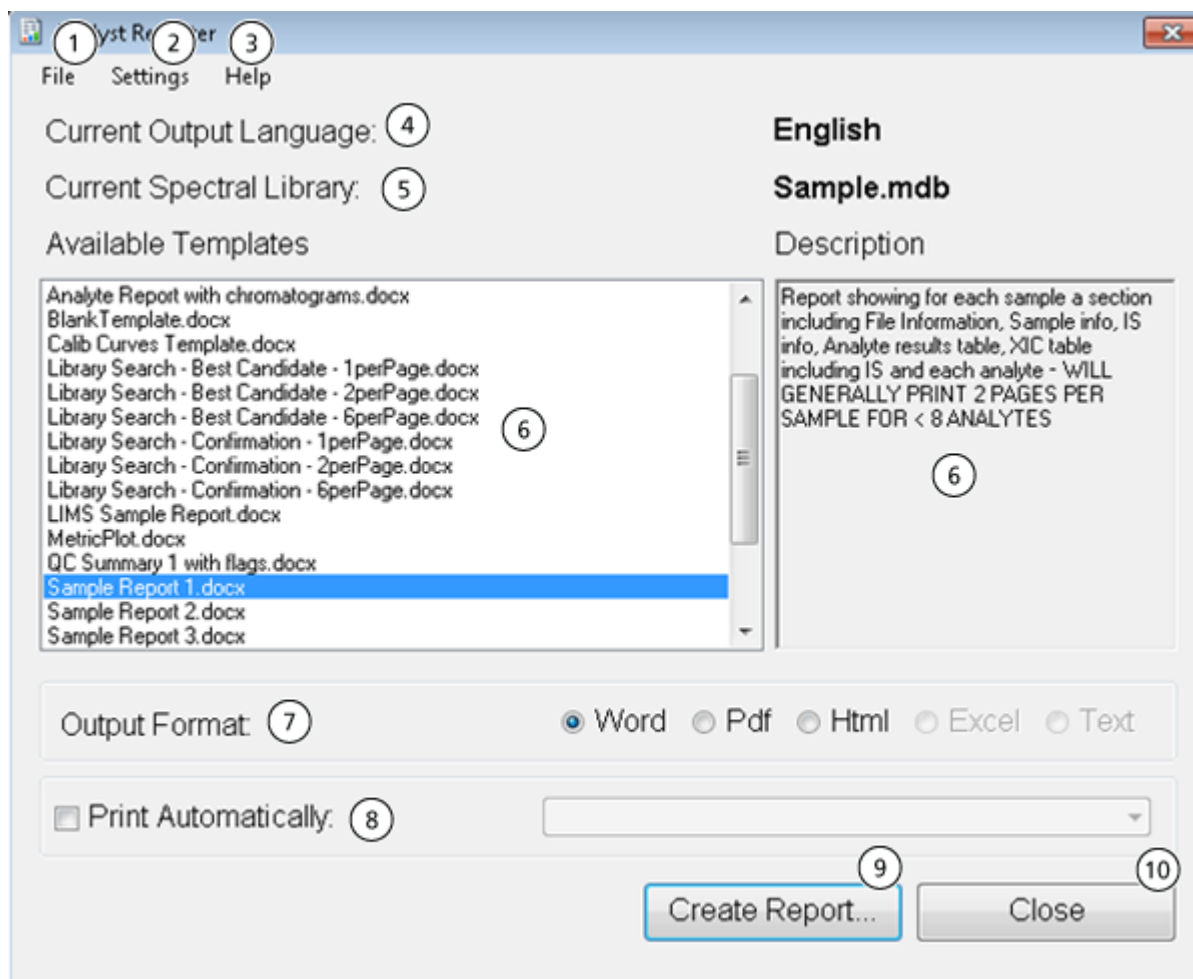 1 2 3
File Settings Help
Current Output Language: 4 English
Current Spectral Library: 5 Sample.mdb
Available Templates
Description
Analyte Report with chromatograms.docx
BlankTemplate.docx
Calib Curves Template.docx
Library Search - Best Candidate - 1perPage.docx
Library Search - Best Candidate - 2perPage.docx
Library Search - Best Candidate - 6perPage.docx
Library Search - Confirmation - 1perPage.docx
Library Search - Confirmation - 2perPage.docx
Library Search - Confirmation - 6perPage.docx
LIMS Sample Report.docx
MetricPlot.docx
QC Summary 1 with flags.docx
Sample Report 1.docx
Sample Report 2.docx
Sample Report 3.docx
6
Report showing for each sample a section
including File Information, Sample info, IS
info, Analyte results table, XIC table
including IS and each analyte - WILL
GENERALLY PRINT 2 PAGES PER
SAMPLE FOR < 8 ANALYTES
6
Output Format: 7 Word Pdf Html Excel Text
Print Automatically: 8
9 10
Create Report... Close